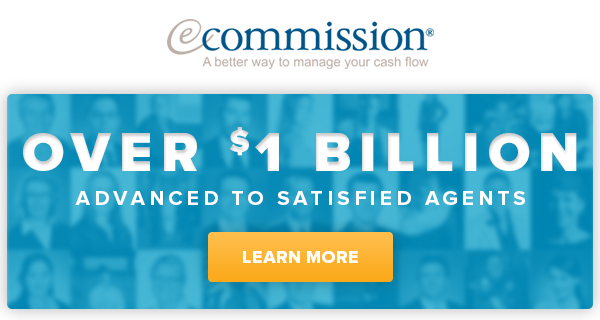 ecommission®
A better way to manage your cash flow
OVER $1 BILLION
ADVANCED TO SATISFIED AGENTS
LEARN MORE